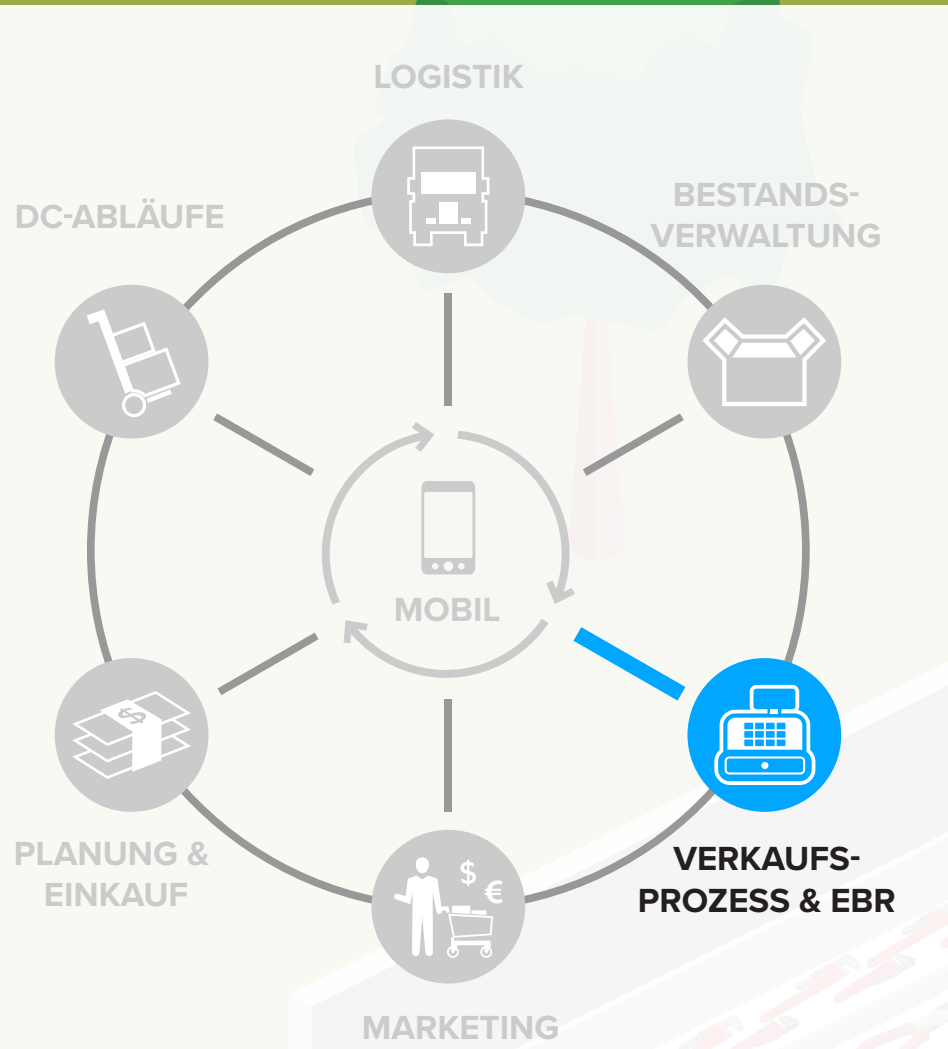 LOGISTIK
DC-ABLÄUFE
BESTANDS-
VERWALTUNG
MOBIL
PLANUNG &
EINKAUF
VERKAUFS-
PROZESS & EBR
$
$
€
MARKETING